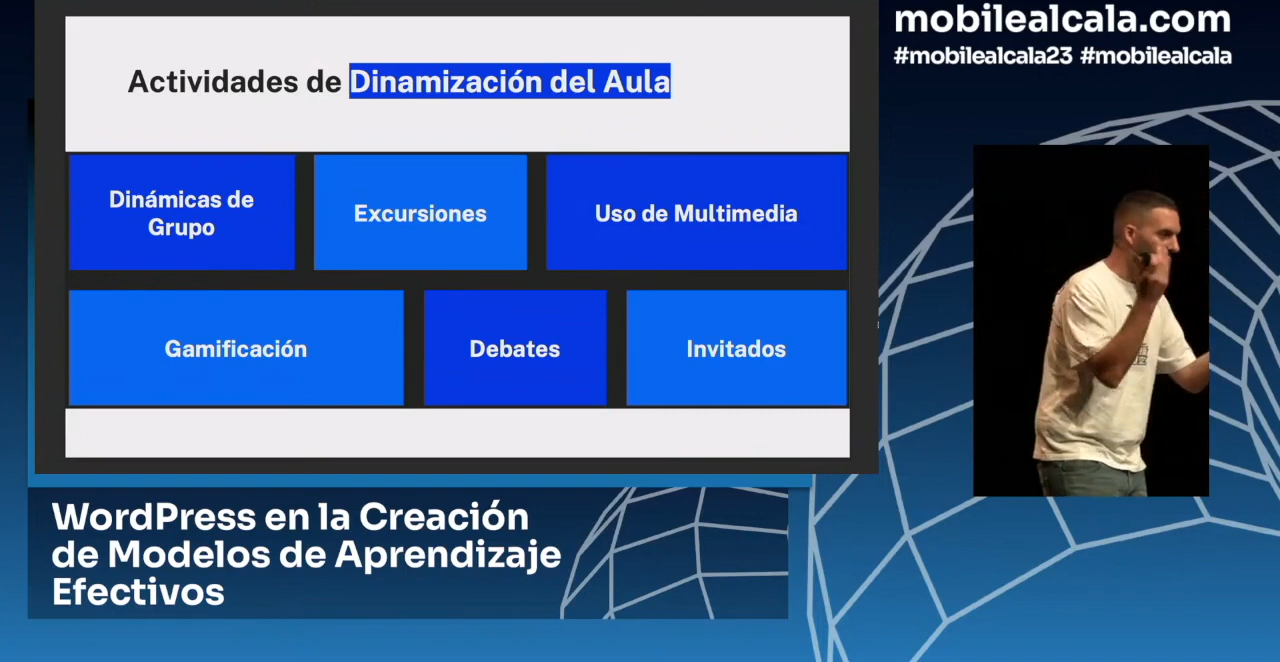 mobilealcala.com
#mobilealcala23 #mobilealcala
Actividades de Dinamización del Aula
Dinámicas de
Grupo
Excursiones
Uso de Multimedia
Gamificación
Debates
Invitados
WordPress en la Creación
de Modelos de Aprendizaje
Efectivos